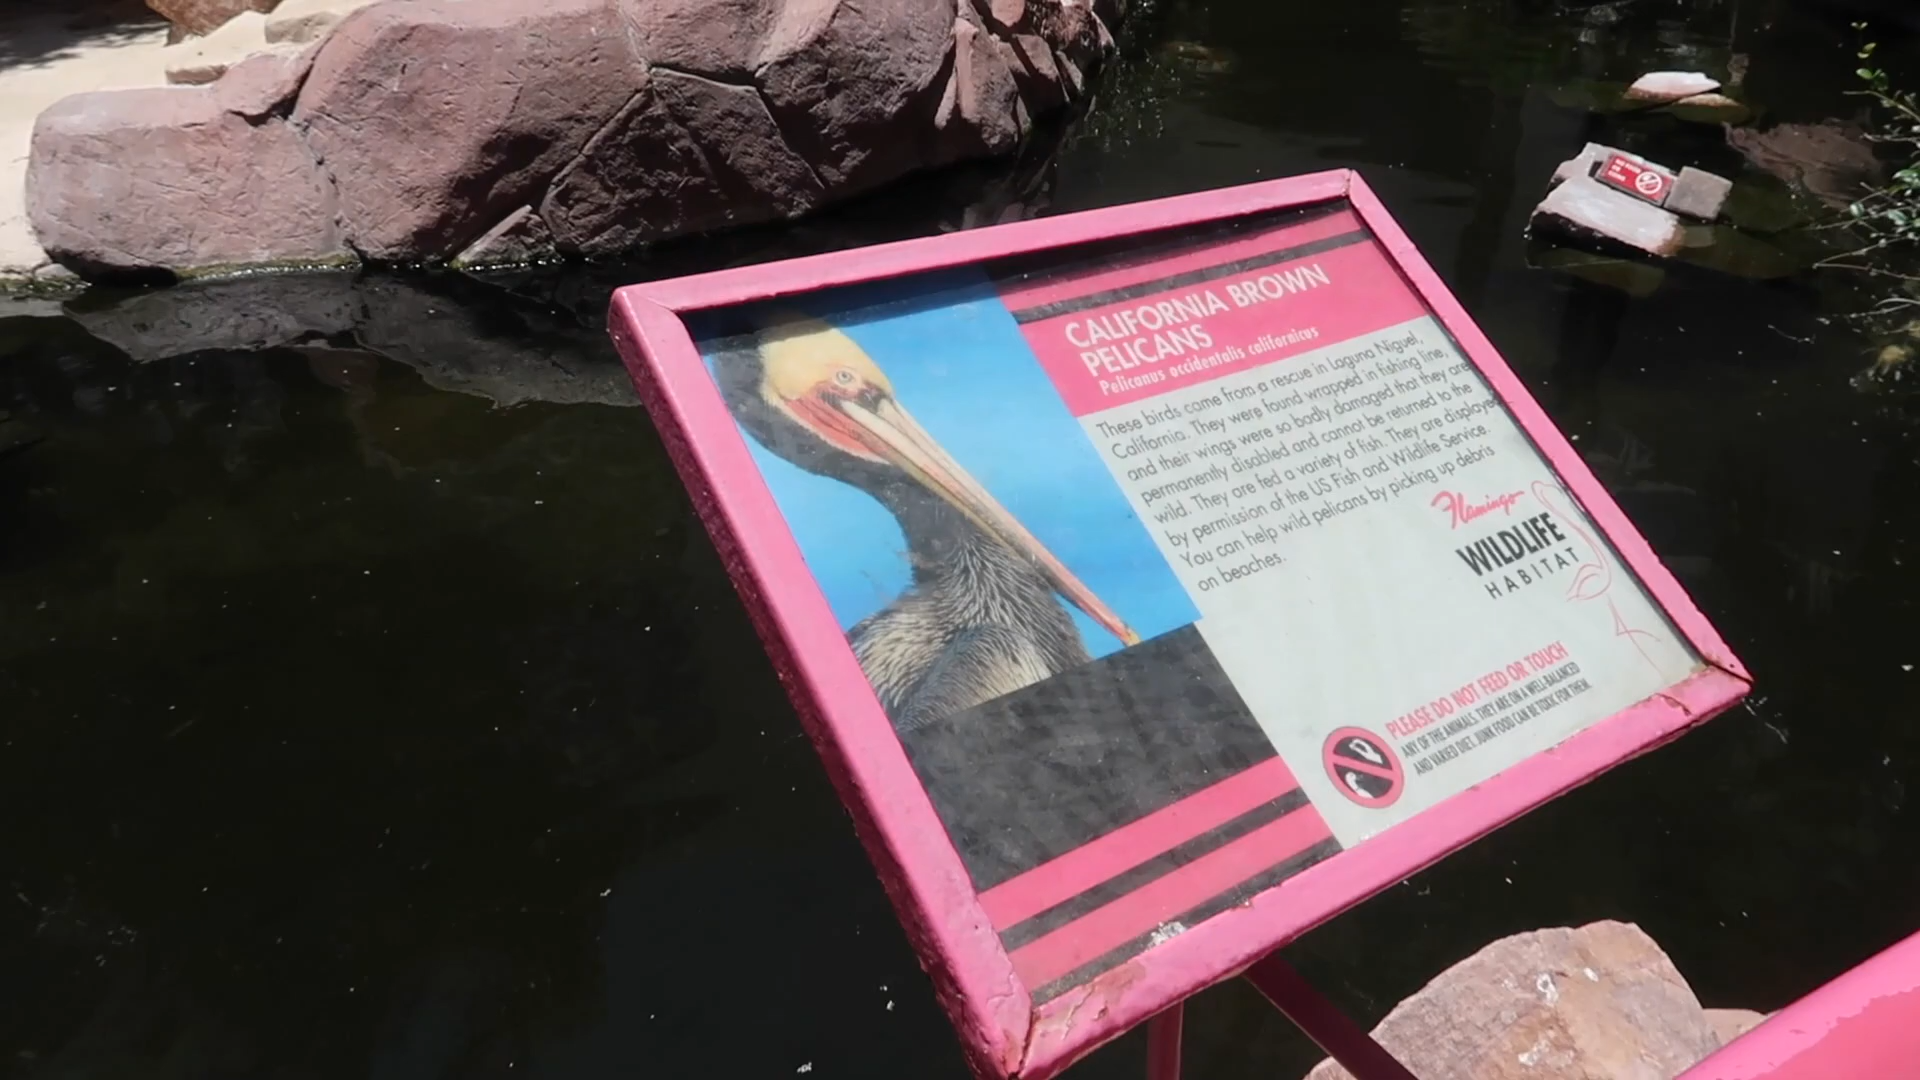 CALIFORNIA BROWN
PELICANS
Pelicanus occidentalis californicus
These birds came from a rescue in Laguna Niguel,
California. They were found wrapped in fishing line,
and their wings were so badly damaged that they are
permanently disabled and cannot be returned to the
wild. They are fed a variety of fish. They are displayed
by permission of the US Fish and Wildlife Service.
You can help wild pelicans by picking up debris
on beaches.
Flamingo
WILDLIFE
HABITAT
PLEASE DO NOT FEED OR TOUCH
ANY OF THE ANIMALS. THEY ARE ON A WELL-BALANCED
AND VARIED DIET. JUNK FOOD CAN BE TOXIC FOR THEM.